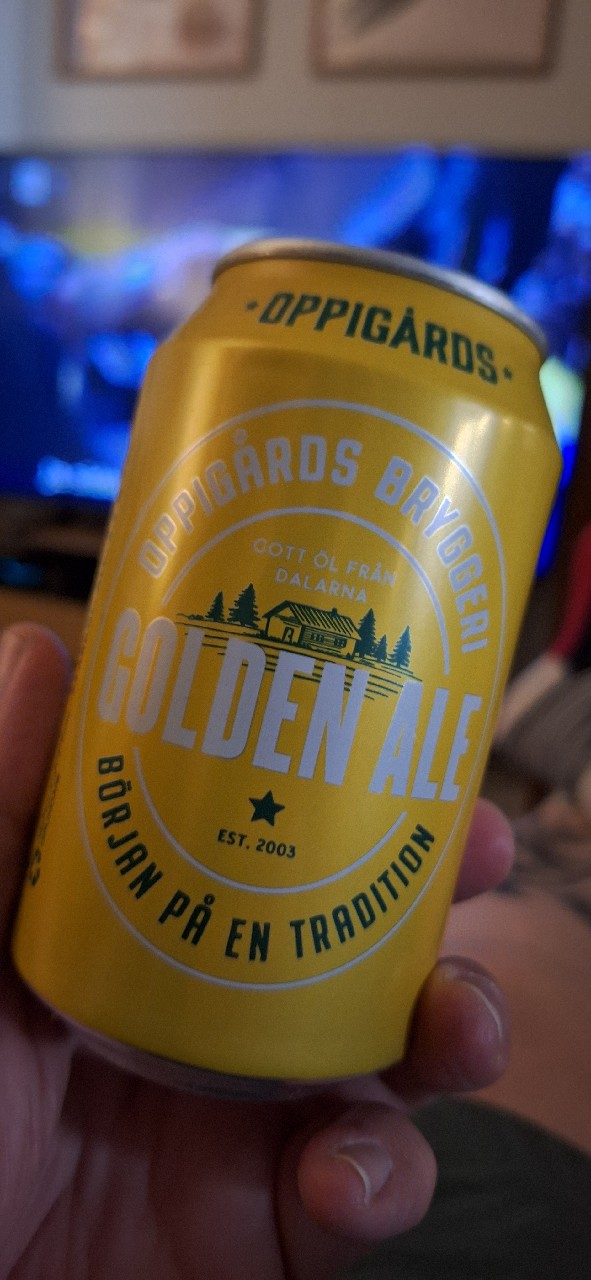 OPPIGÅRDS
OPPIGÅRDS BRYGGERI
GOTT ÖL FRÅN
DALARNA
GOLDEN ALE
EST. 2003
BÖRJAN PÅ EN TRADITION